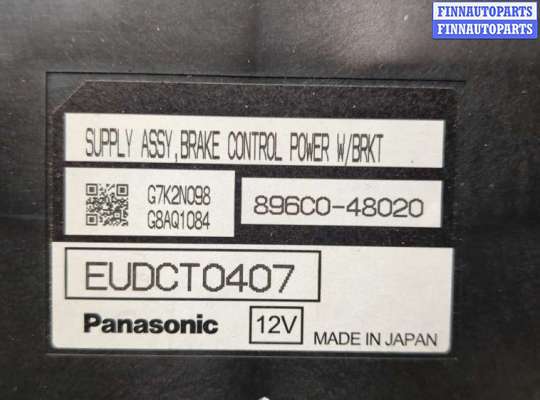 FINNAUTOPARTS
FINNAUTOPARTS
SUPPLY ASSY,BRAKE CONTROL POWER W/BRKT
G7K2N098
G8AQ1084
896C0-48020
EUDCT0407
Panasonic
12V
MADE IN JAPAN